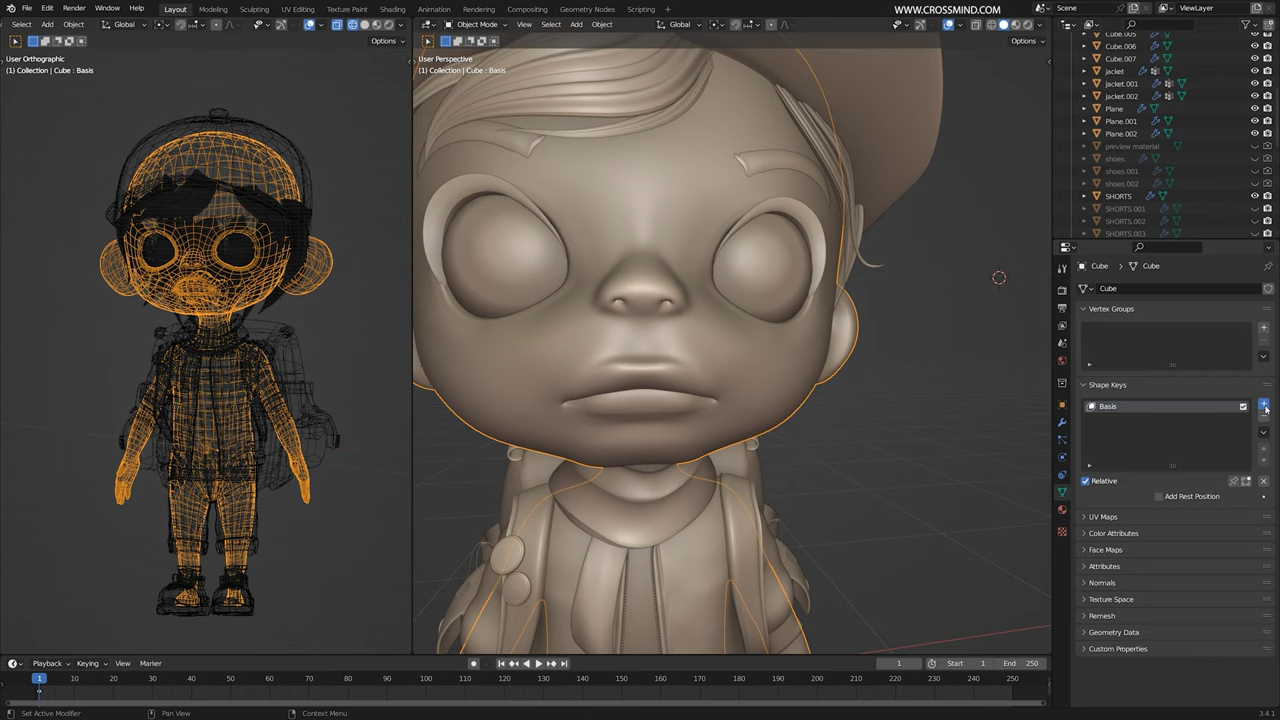 File Edit Render Window Help Layout Modeling Sculpting UV Editing Texture Paint Shading Animation Rendering Compositing Geometry Nodes Scripting + WWW.CROSSMIND.COM Scene ViewLayer
Select Add Object Global Object Mode View Select Add Object Global
Options Options
User Orthographic
(1) Collection | Cube : Basis
User Perspective
(1) Collection | Cube : Basis
Cube.005
Cube.006
Cube.007
jacket
jacket.001
jacket.002
Plane
Plane.001
Plane.002
preview material
shoes
shoes.001
shoes.002
SHORTS
SHORTS.001
SHORTS.002
SHORTS.003
Cube > Cube
Cube
Vertex Groups
Shape Keys
Basis
Relative
Add Rest Position
UV Maps
Color Attributes
Face Maps
Attributes
Normals
Texture Space
Remesh
Geometry Data
Custom Properties
Playback Keying View Marker 1 Start 1 End 250
1 10 20 30 40 50 60 70 80 90 100 110 120 130 140 150 160 170 180 190 200 210 220 230 240 250
Set Active Modifier Pan View Context Menu 3.4.1